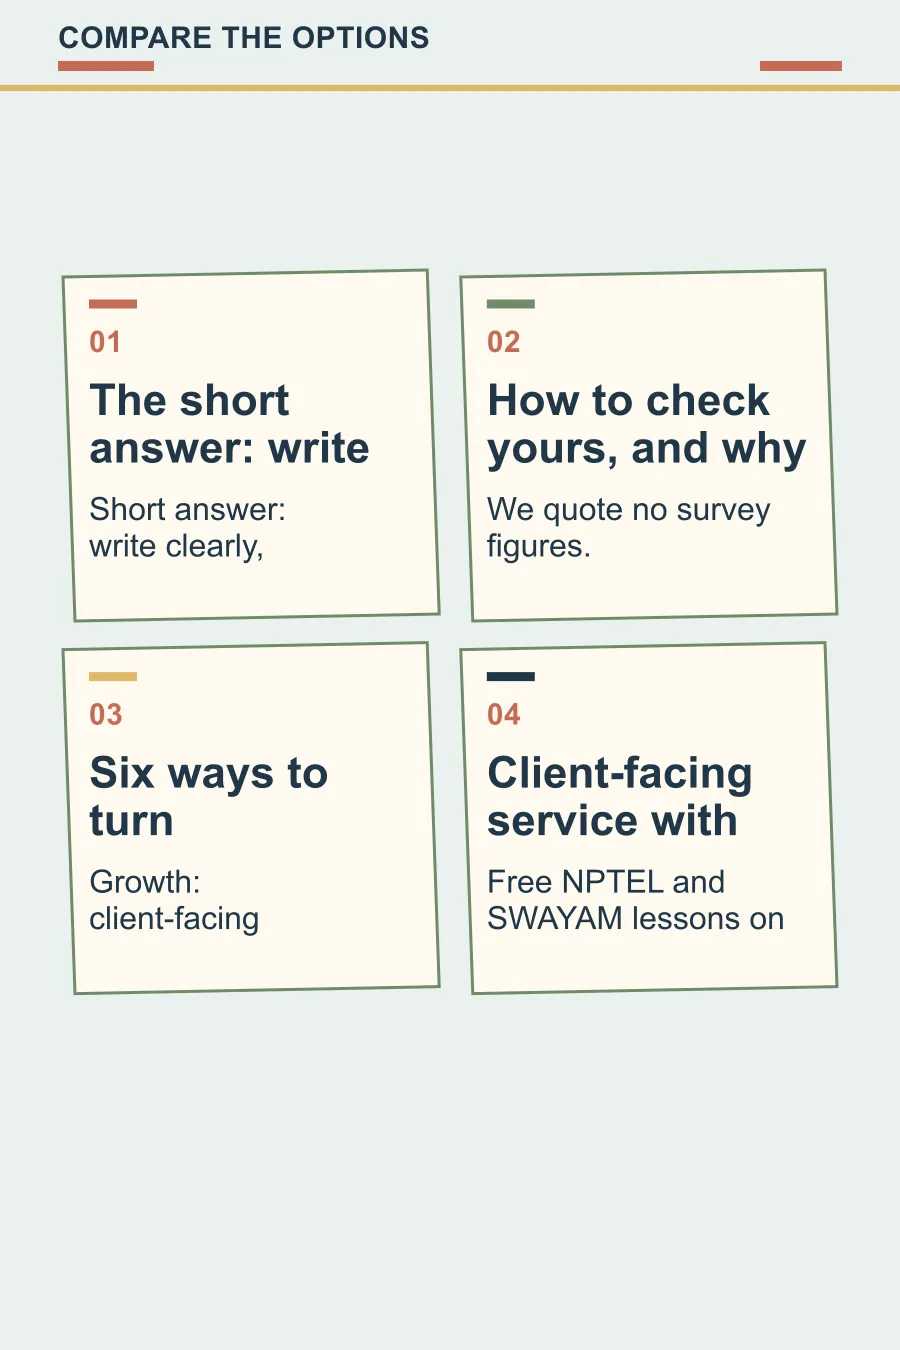 COMPARE THE OPTIONS
01
The short
answer: write
Short answer:
write clearly,
02
How to check
yours, and why
We quote no survey
figures.
03
Six ways to
turn
Growth:
client-facing
04
Client-facing
service with
Free NPTEL and
SWAYAM lessons on